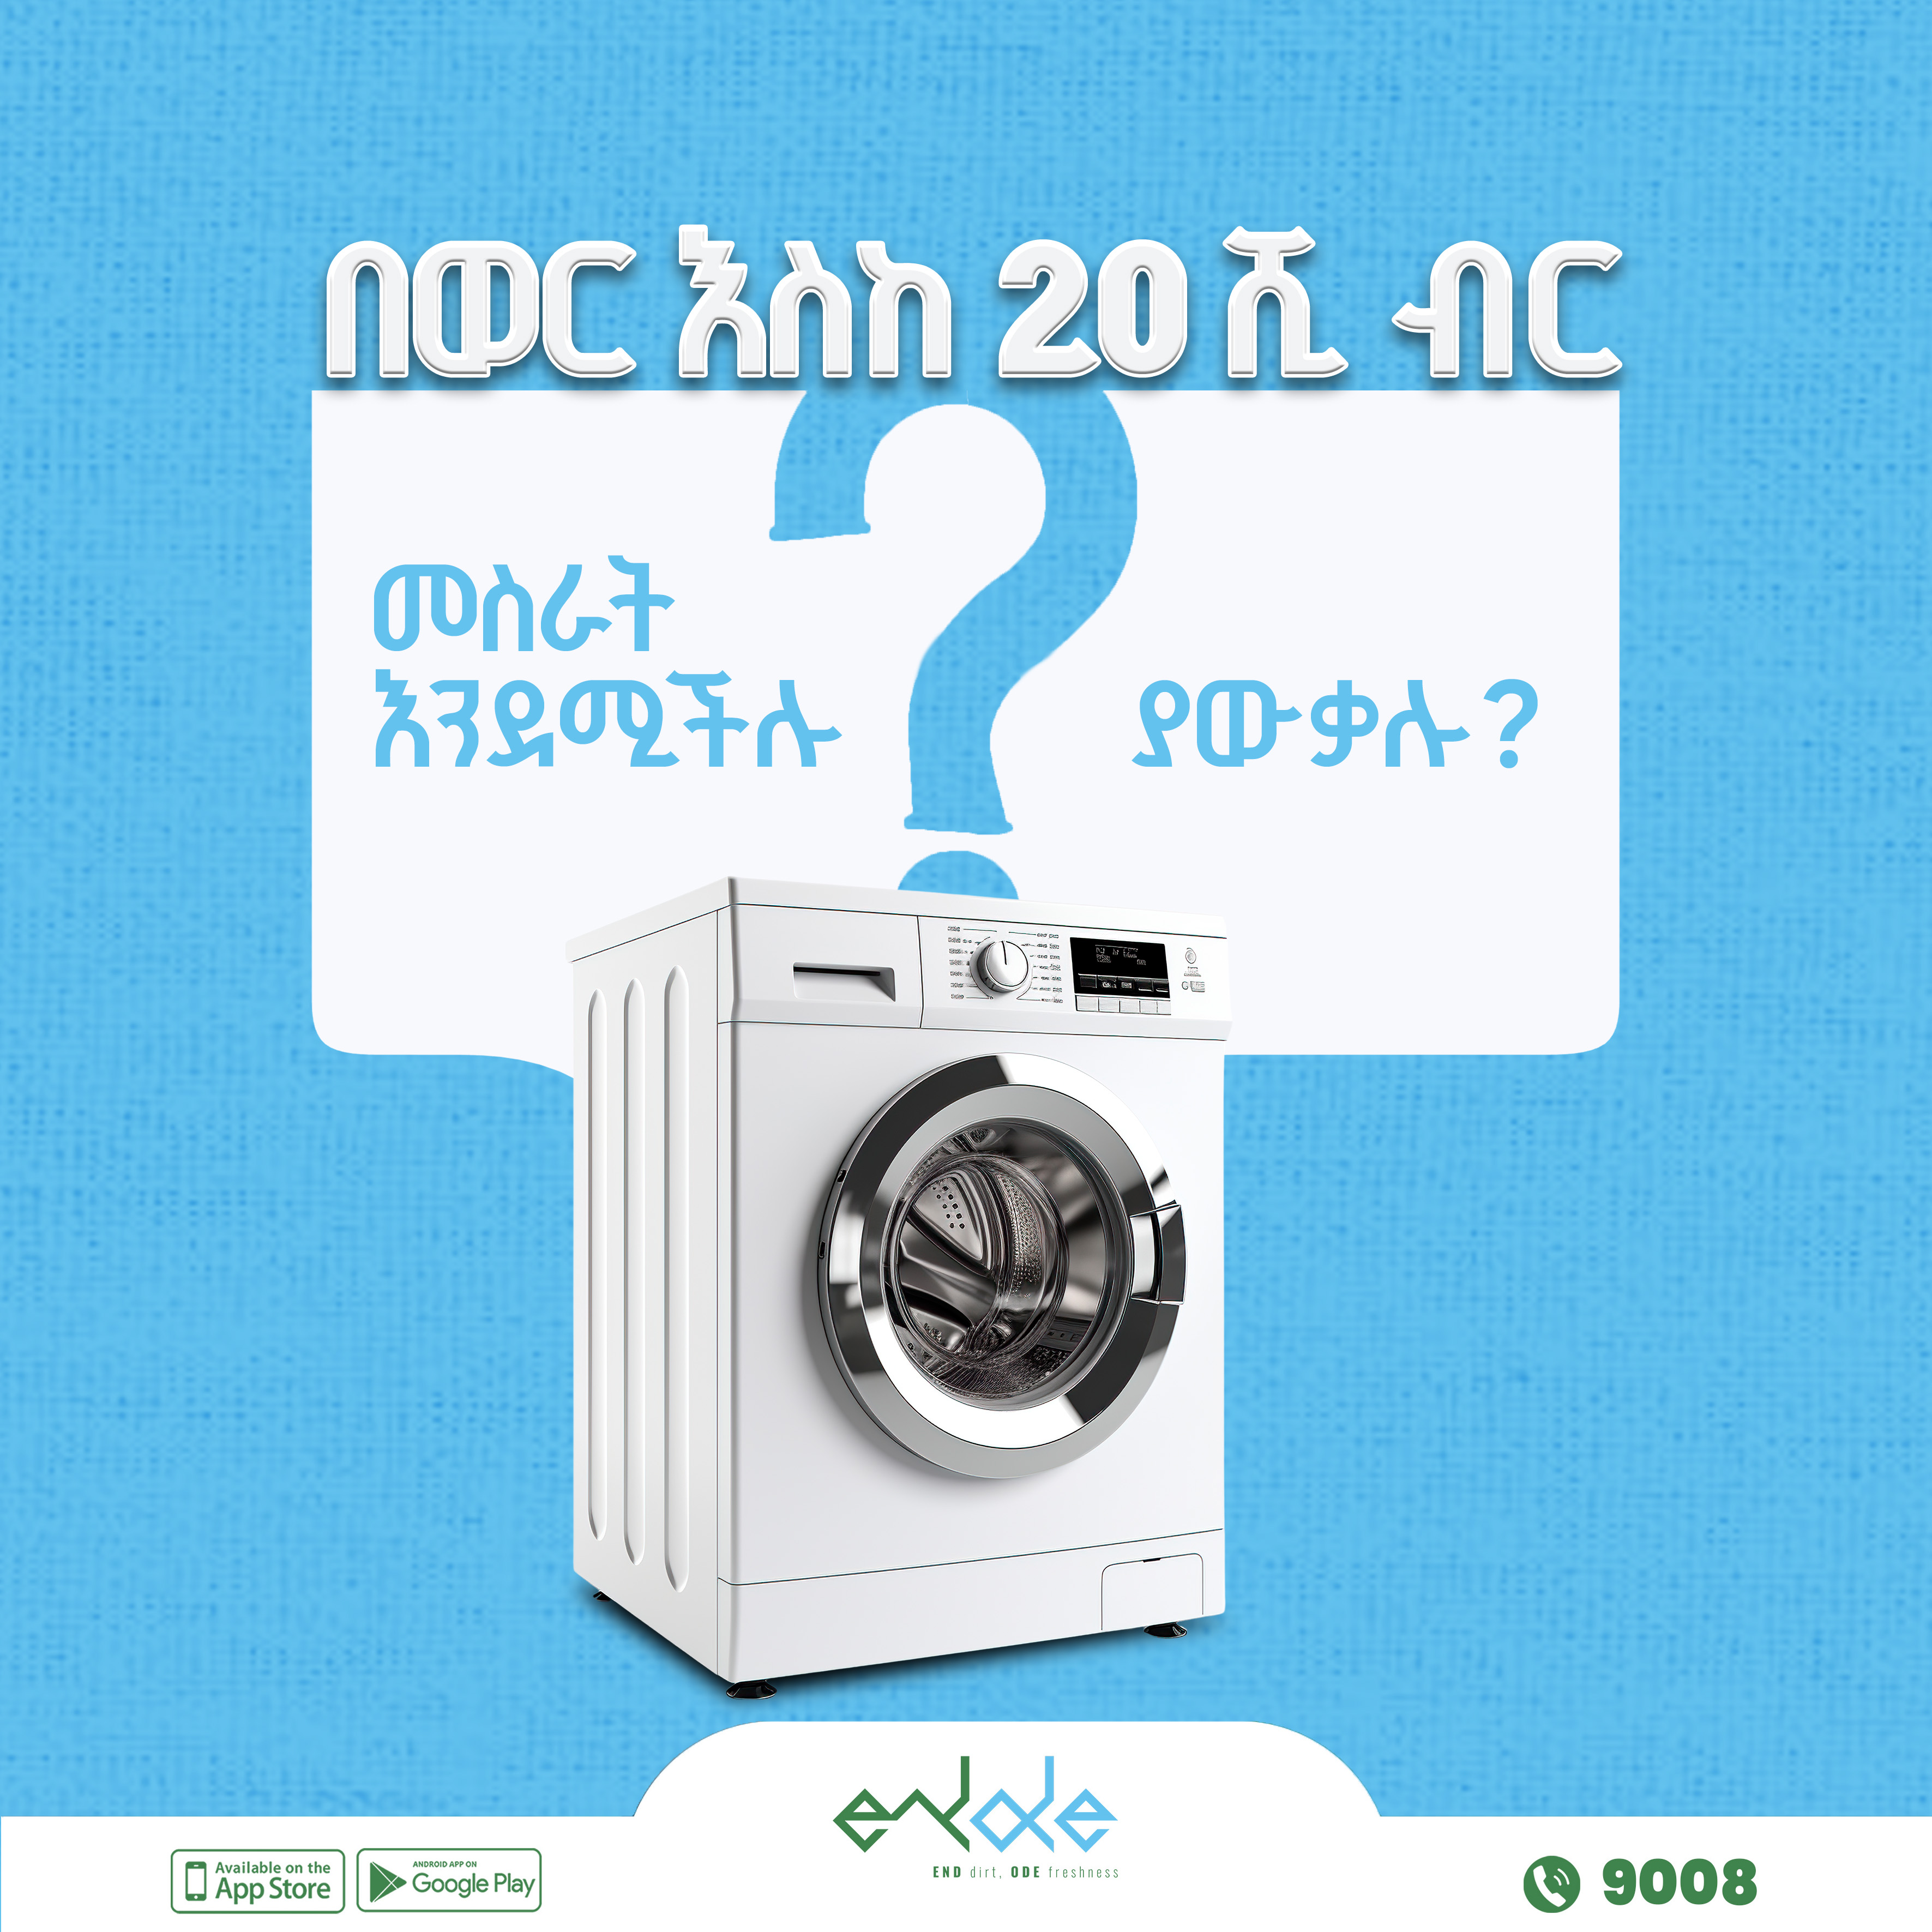 በወር እስከ 20 ሺ ብር
መስራት
እንደሚችሉ ያውቃሉ?
endode
END dirt, ODE freshness
Available on the
App Store
ANDROID APP ON
Google Play
9008